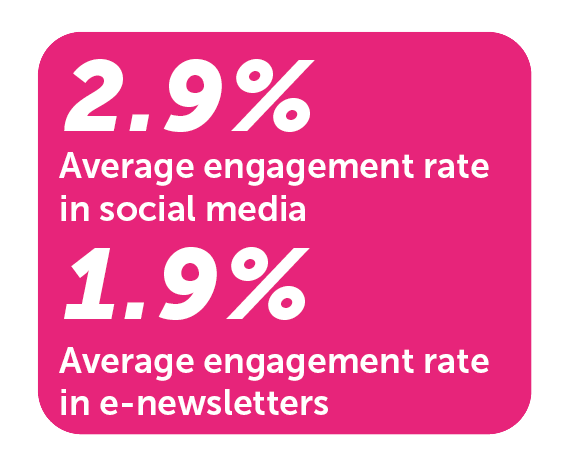 2.9%
Average engagement rate
in social media
1.9%
Average engagement rate
in e-newsletters